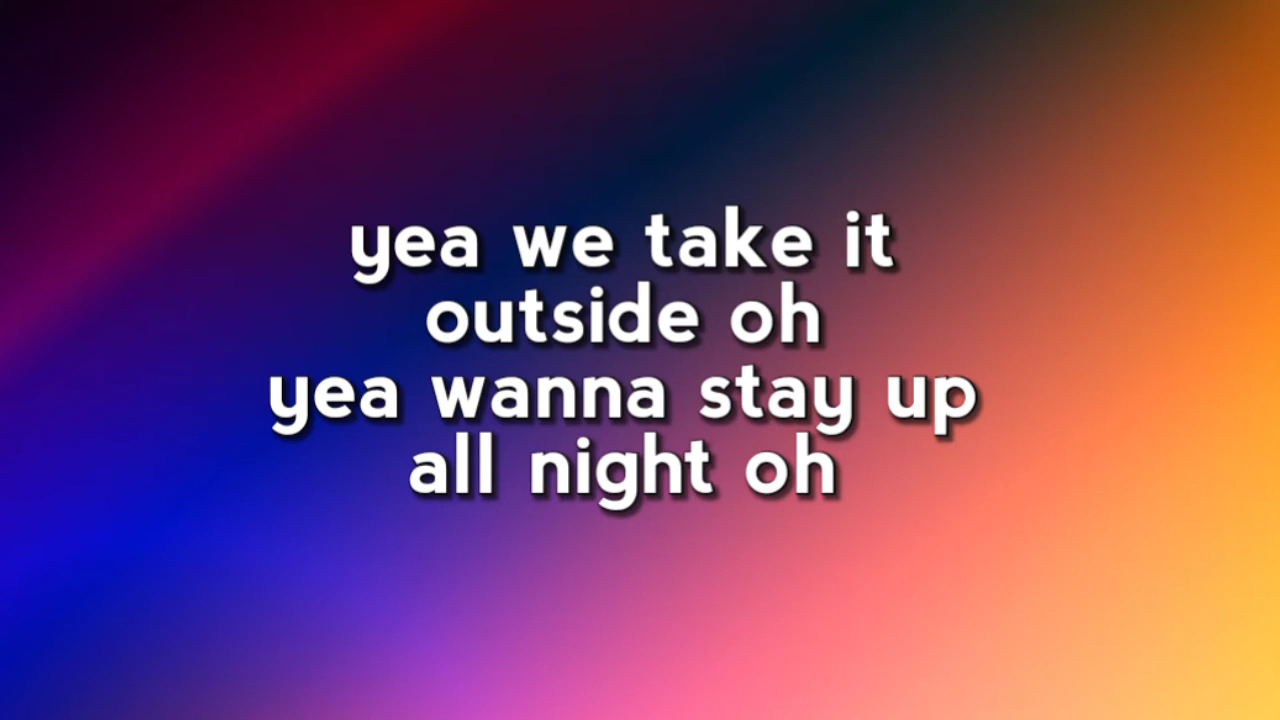 yea we take it
outside oh
yea wanna stay up
all night oh